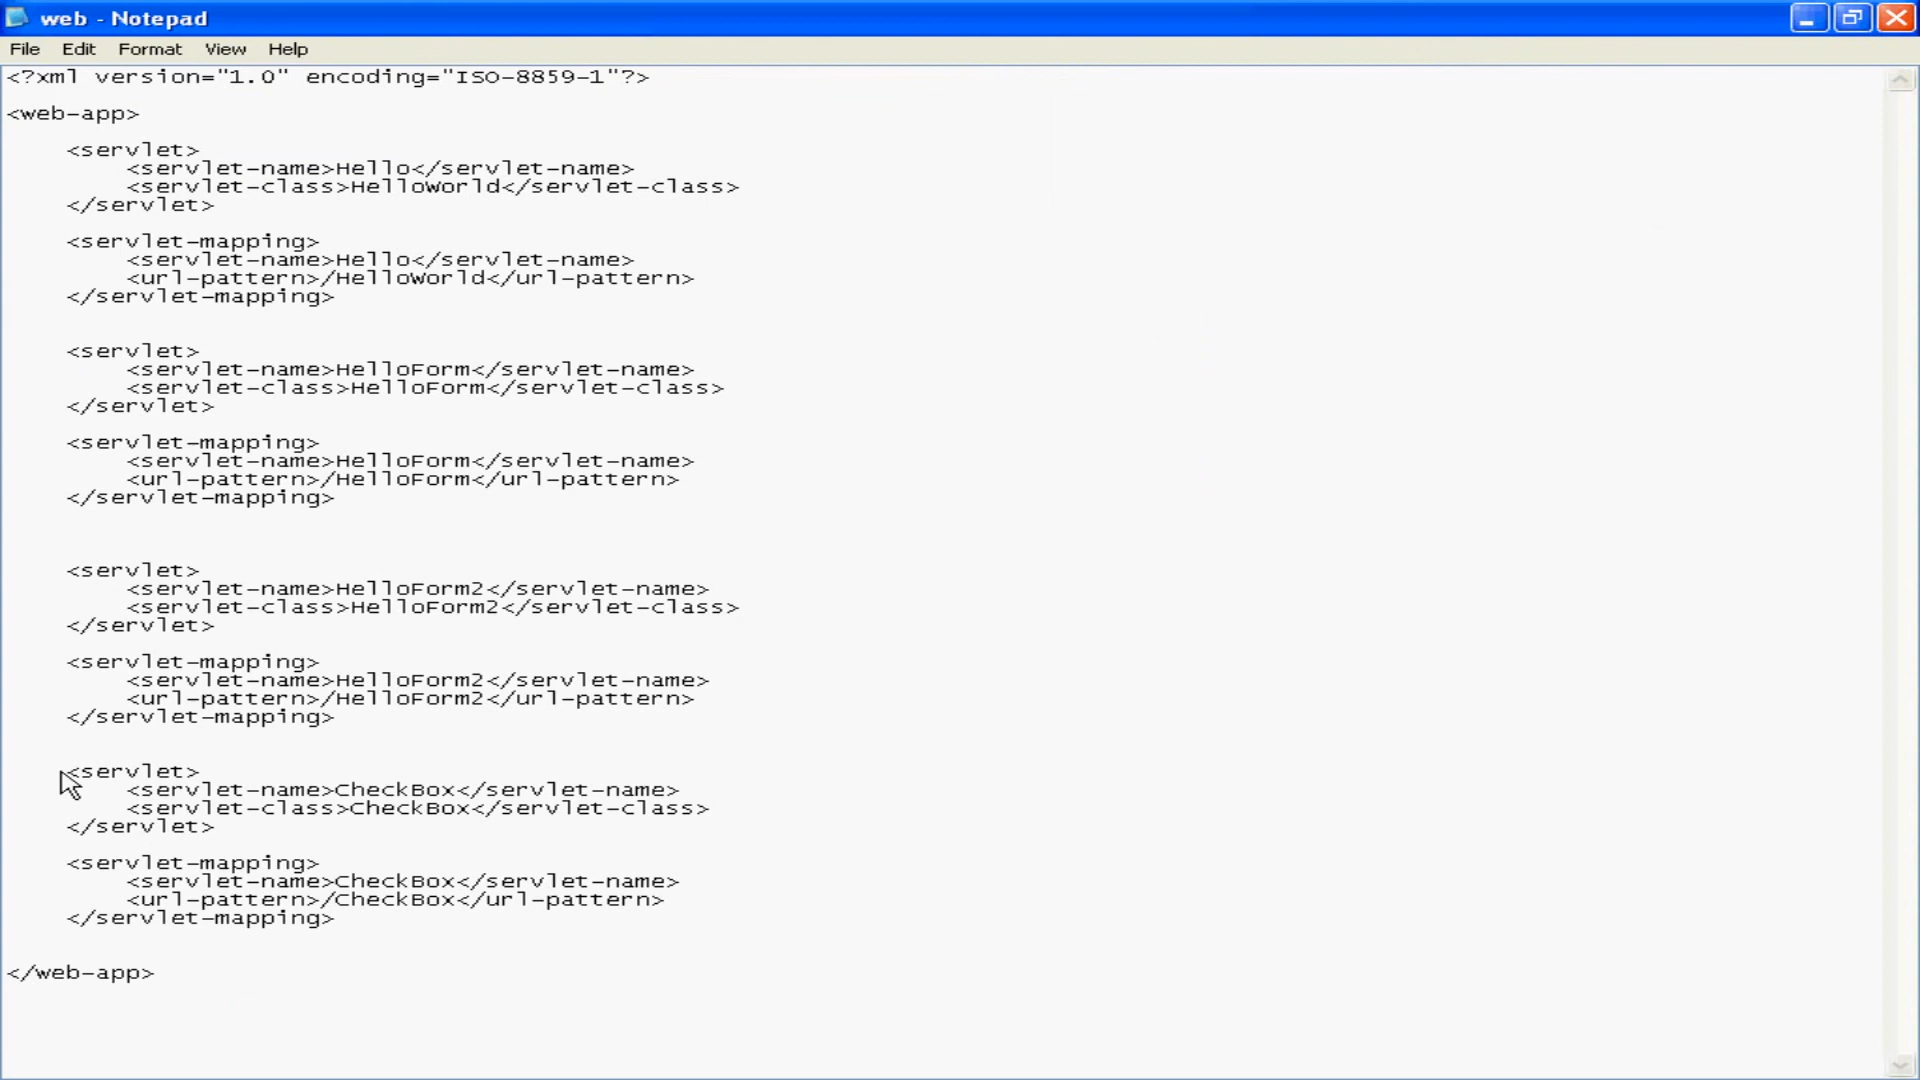 web - Notepad
File Edit Format View Help
<?xml version="1.0" encoding="ISO-8859-1"?>
<web-app>
<servlet>
<servlet-name>Hello</servlet-name>
<servlet-class>HelloWorld</servlet-class>
</servlet>
<servlet-mapping>
<servlet-name>Hello</servlet-name>
<url-pattern>/HelloWorld</url-pattern>
</servlet-mapping>
<servlet>
<servlet-name>HelloForm</servlet-name>
<servlet-class>HelloForm</servlet-class>
</servlet>
<servlet-mapping>
<servlet-name>HelloForm</servlet-name>
<url-pattern>/HelloForm</url-pattern>
</servlet-mapping>
<servlet>
<servlet-name>HelloForm2</servlet-name>
<servlet-class>HelloForm2</servlet-class>
</servlet>
<servlet-mapping>
<servlet-name>HelloForm2</servlet-name>
<url-pattern>/HelloForm2</url-pattern>
</servlet-mapping>
<servlet>
<servlet-name>CheckBox</servlet-name>
<servlet-class>CheckBox</servlet-class>
</servlet>
<servlet-mapping>
<servlet-name>CheckBox</servlet-name>
<url-pattern>/CheckBox</url-pattern>
</servlet-mapping>
</web-app>